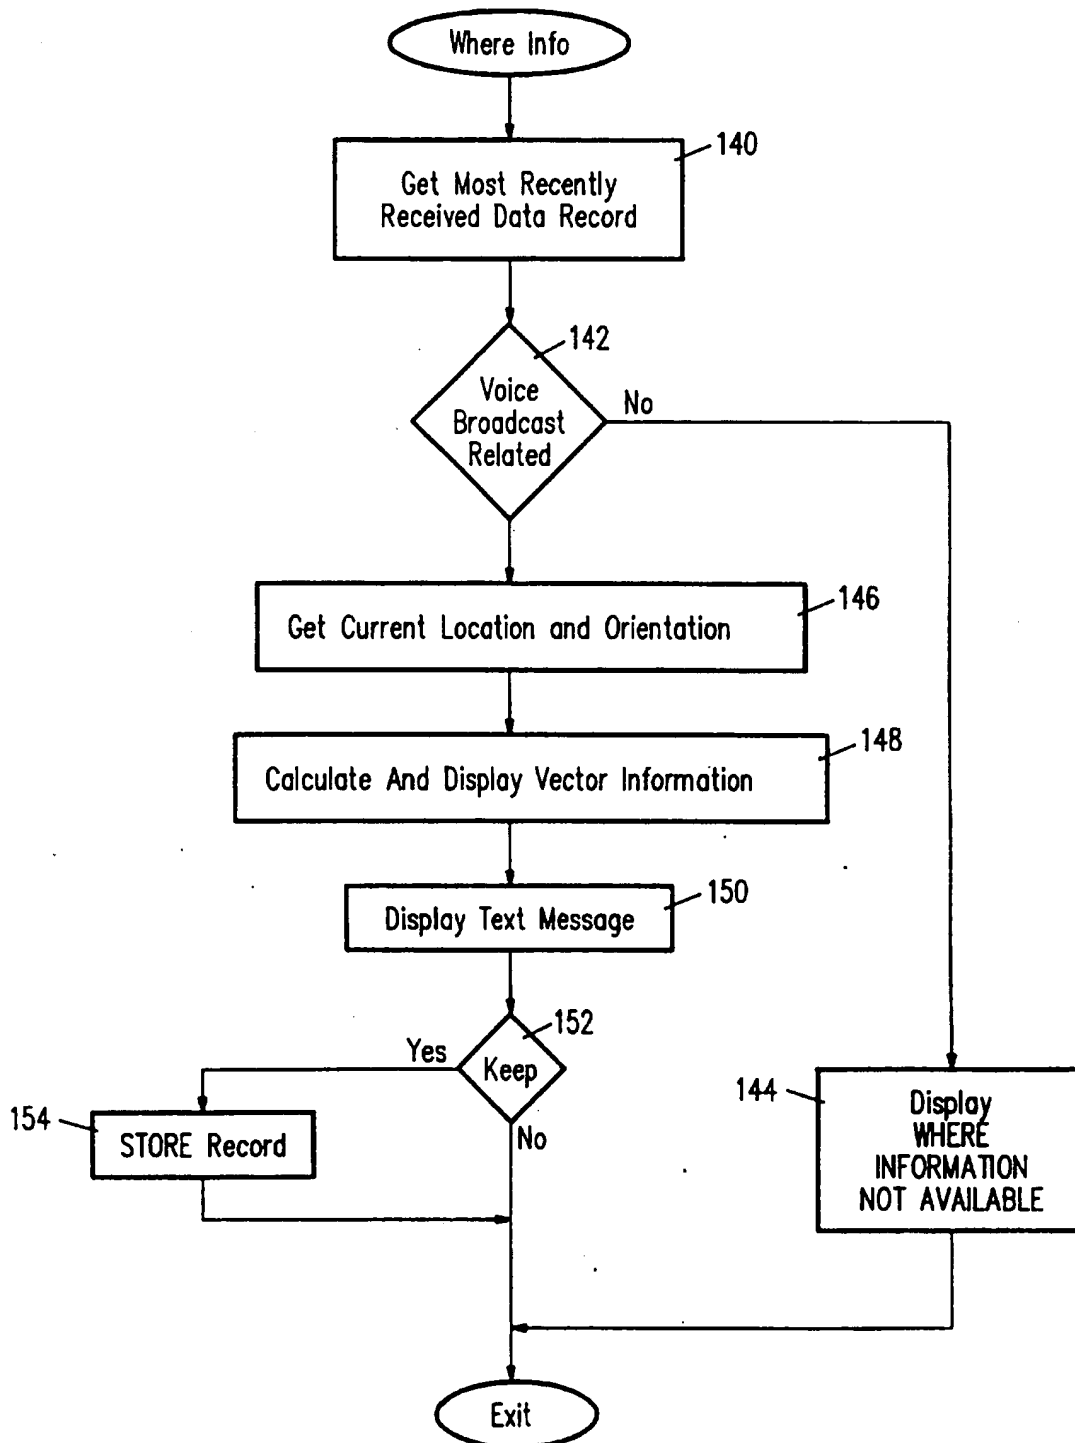 Where Info
140
Get Most Recently
Received Data Record
142
Voice
Broadcast
Related
No
146
Get Current Location and Orientation
148
Calculate And Display Vector Information
150
Display Text Message
152
Yes
Keep
No
154
STORE Record
144
Display
WHERE
INFORMATION
NOT AVAILABLE
Exit